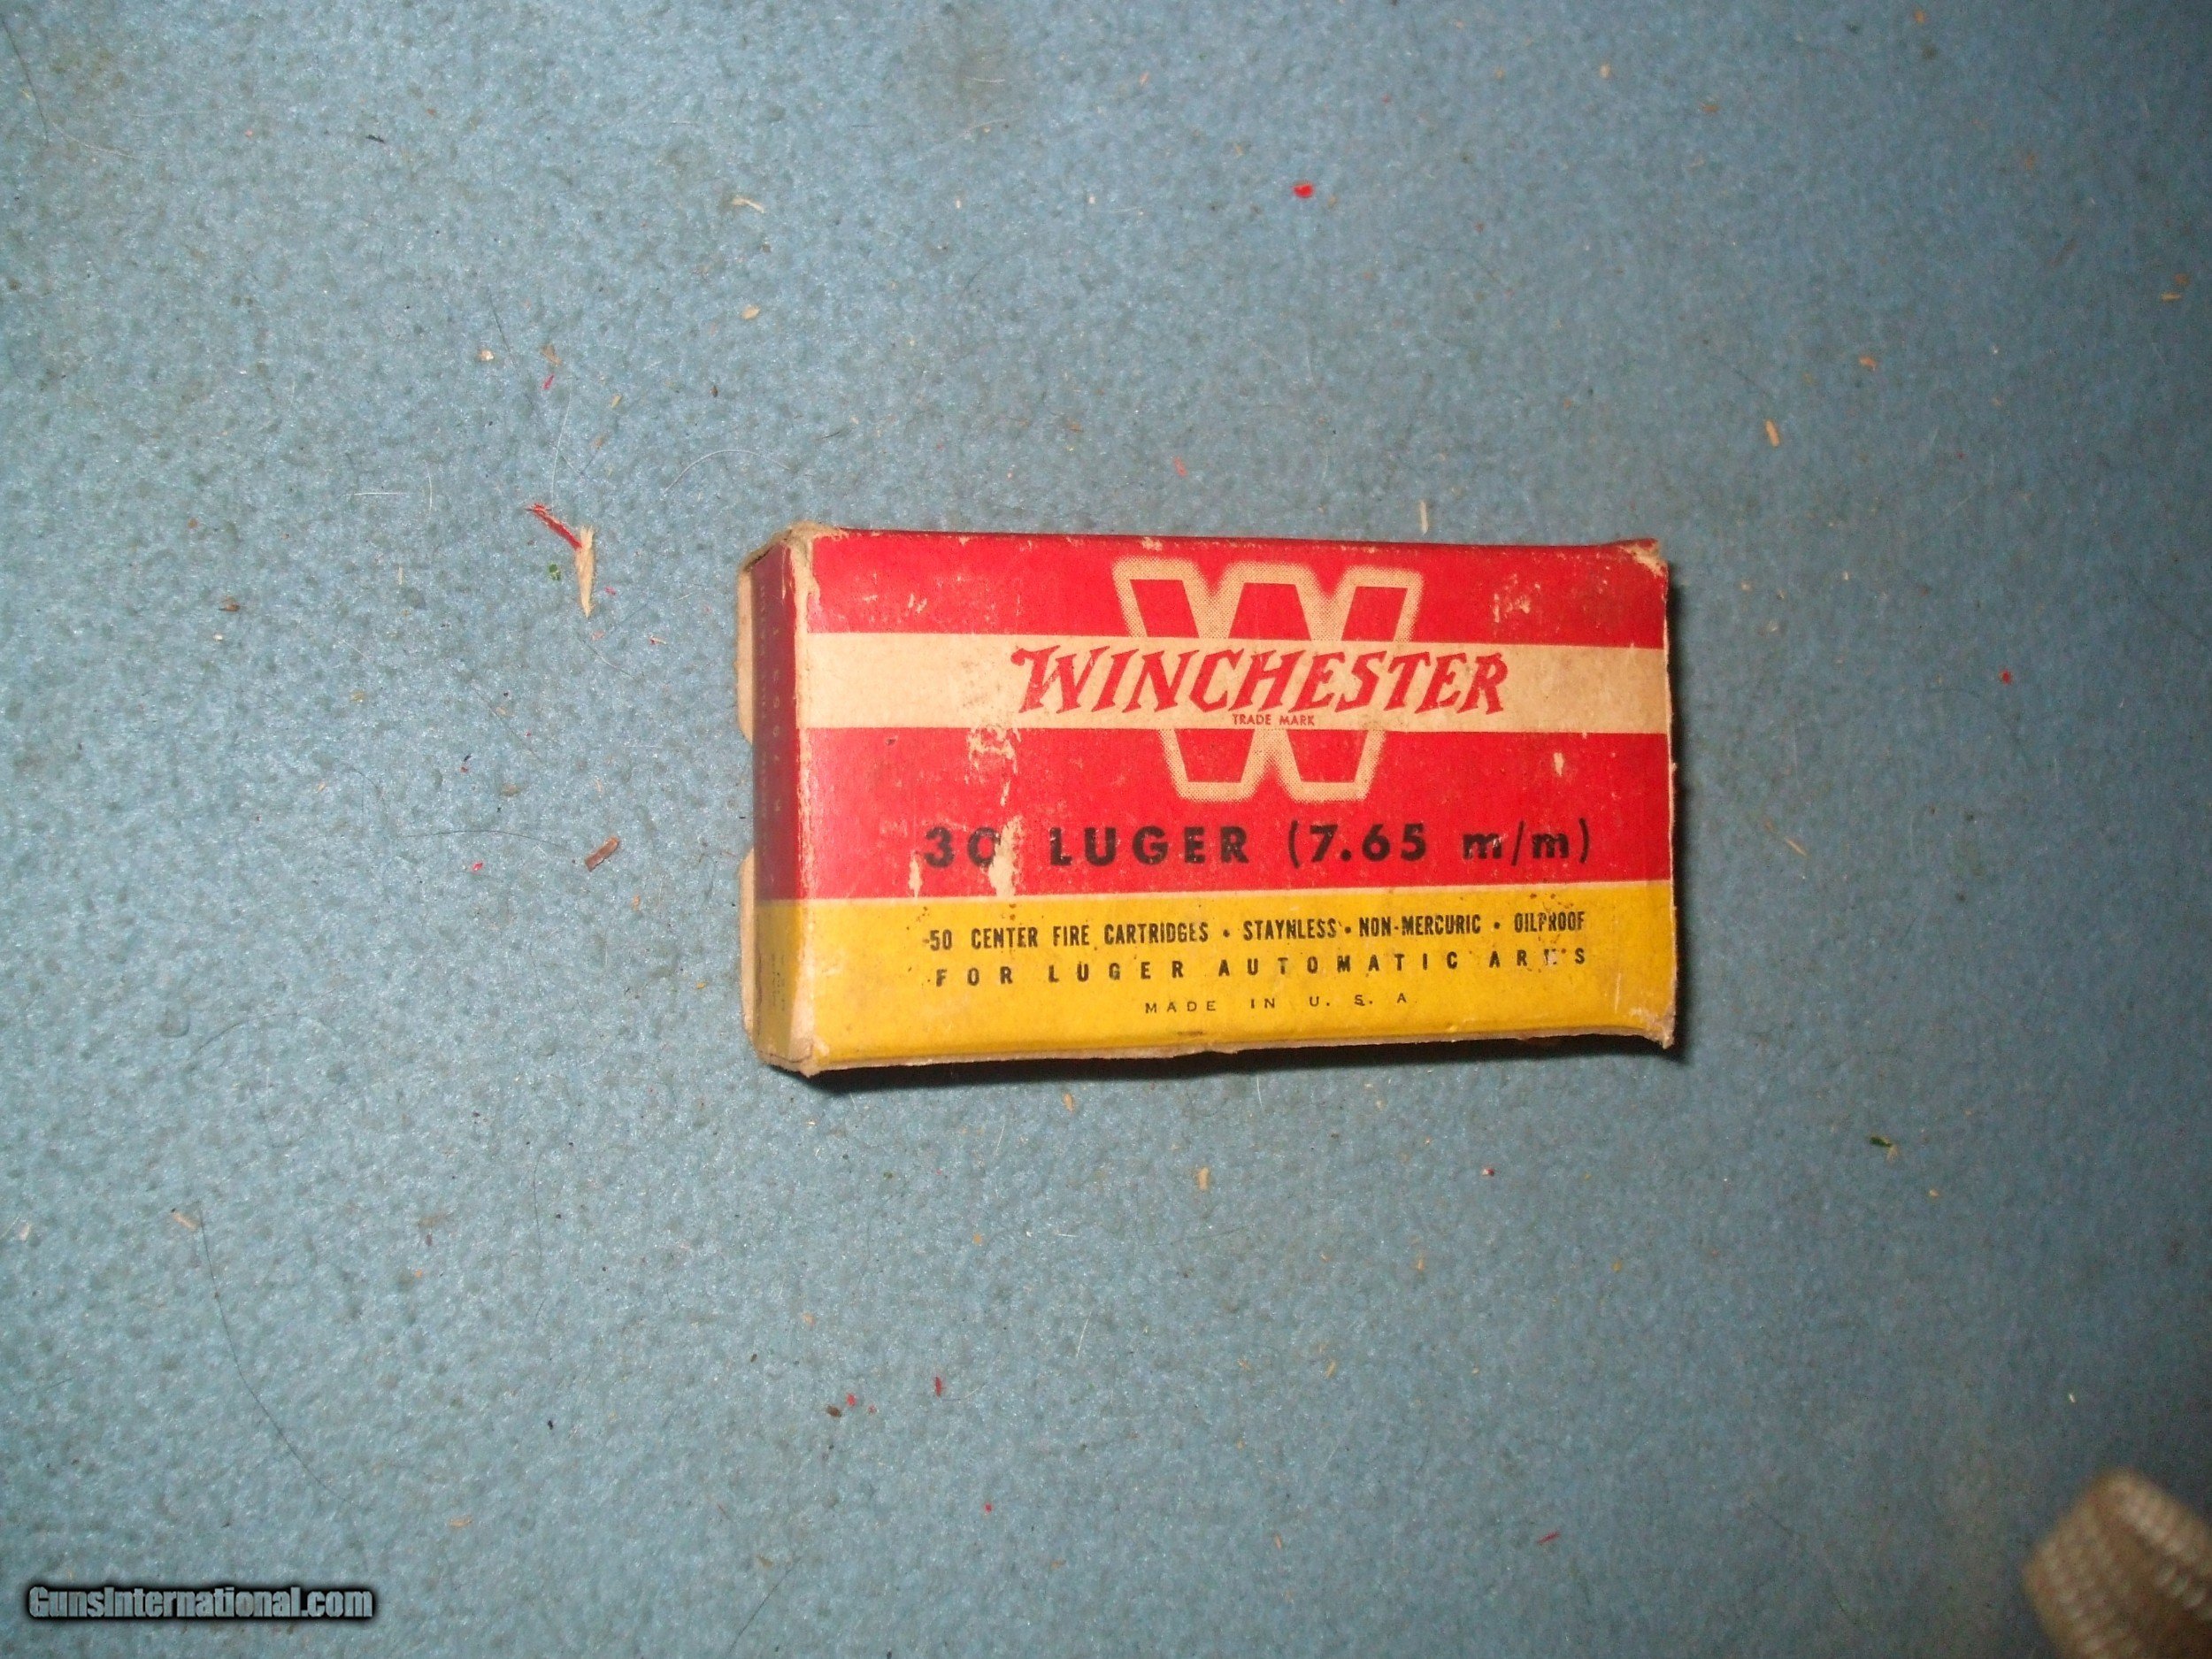 W
WINCHESTER
TRADE MARK
30 LUGER (7.65 m/m)
50 CENTER FIRE CARTRIDGES • STAYNLESS • NON-MERCURIC • OILPROOF
FOR LUGER AUTOMATIC ARMS
MADE IN U. S. A.
GunsInternational.com